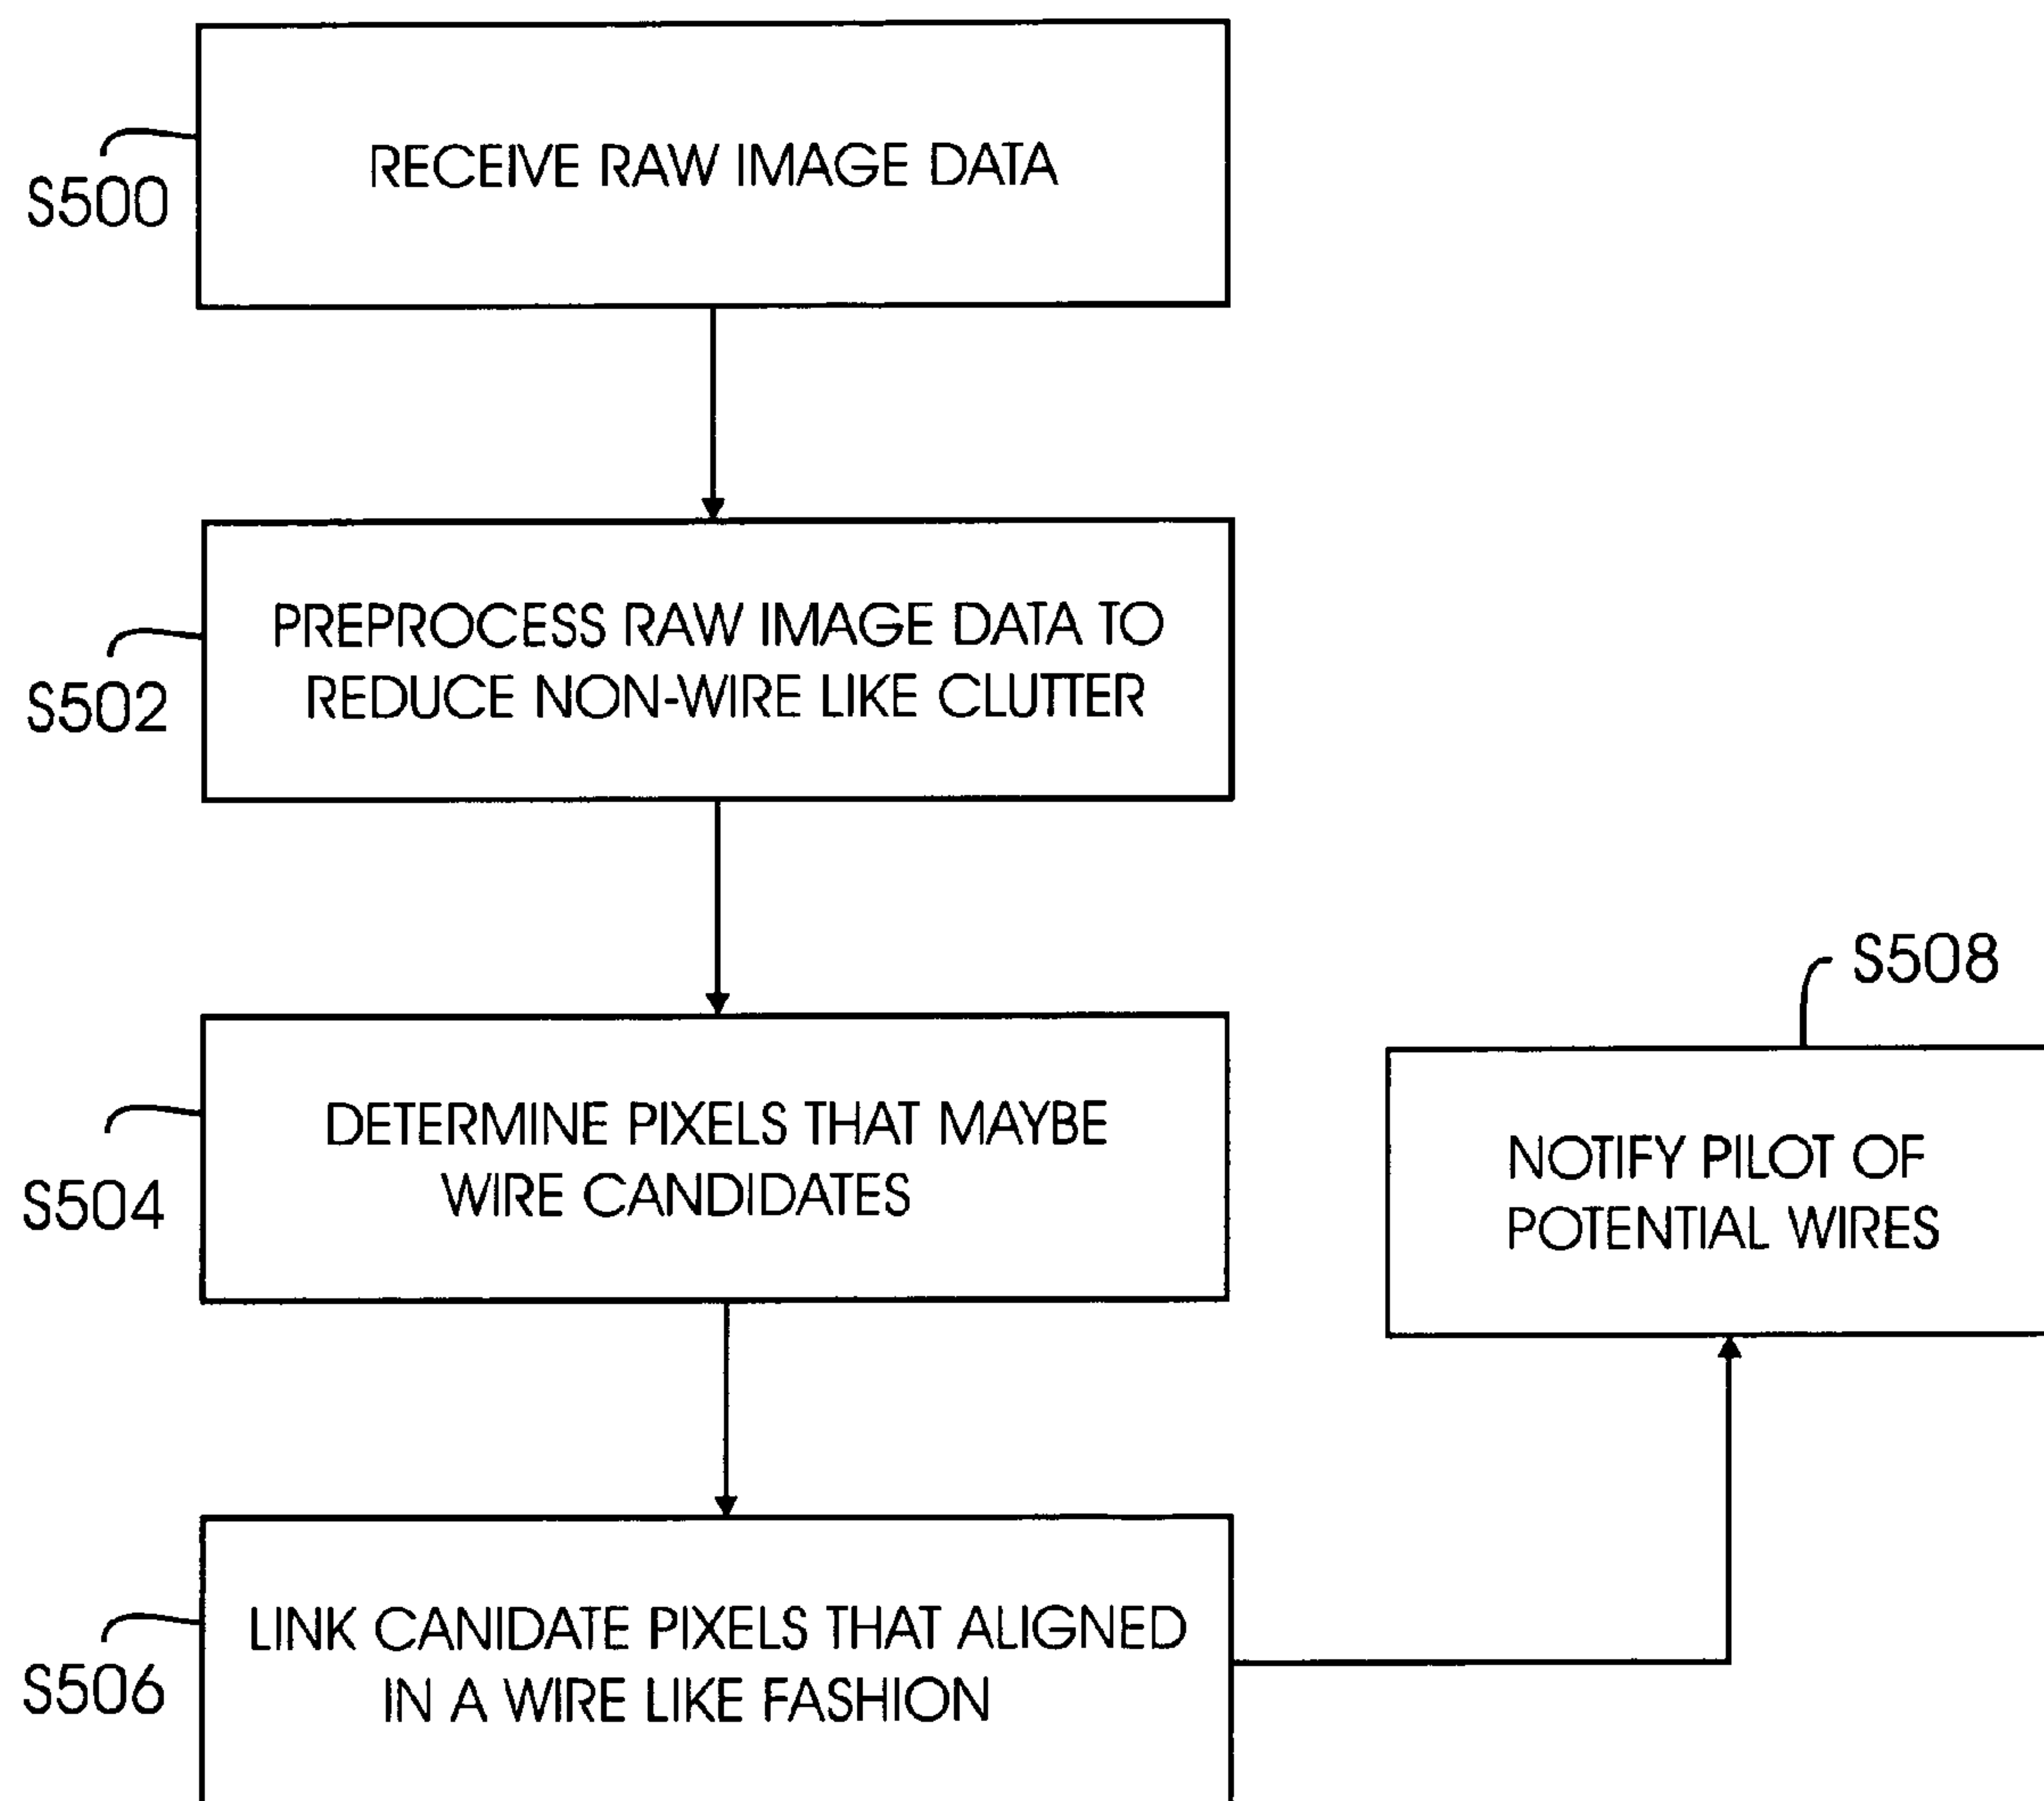 RECEIVE RAW IMAGE DATA
S500
PREPROCESS RAW IMAGE DATA TO
REDUCE NON-WIRE LIKE CLUTTER
S502
DETERMINE PIXELS THAT MAYBE
WIRE CANDIDATES
S504
LINK CANIDATE PIXELS THAT ALIGNED
IN A WIRE LIKE FASHION
S506
S508
NOTIFY PILOT OF
POTENTIAL WIRES